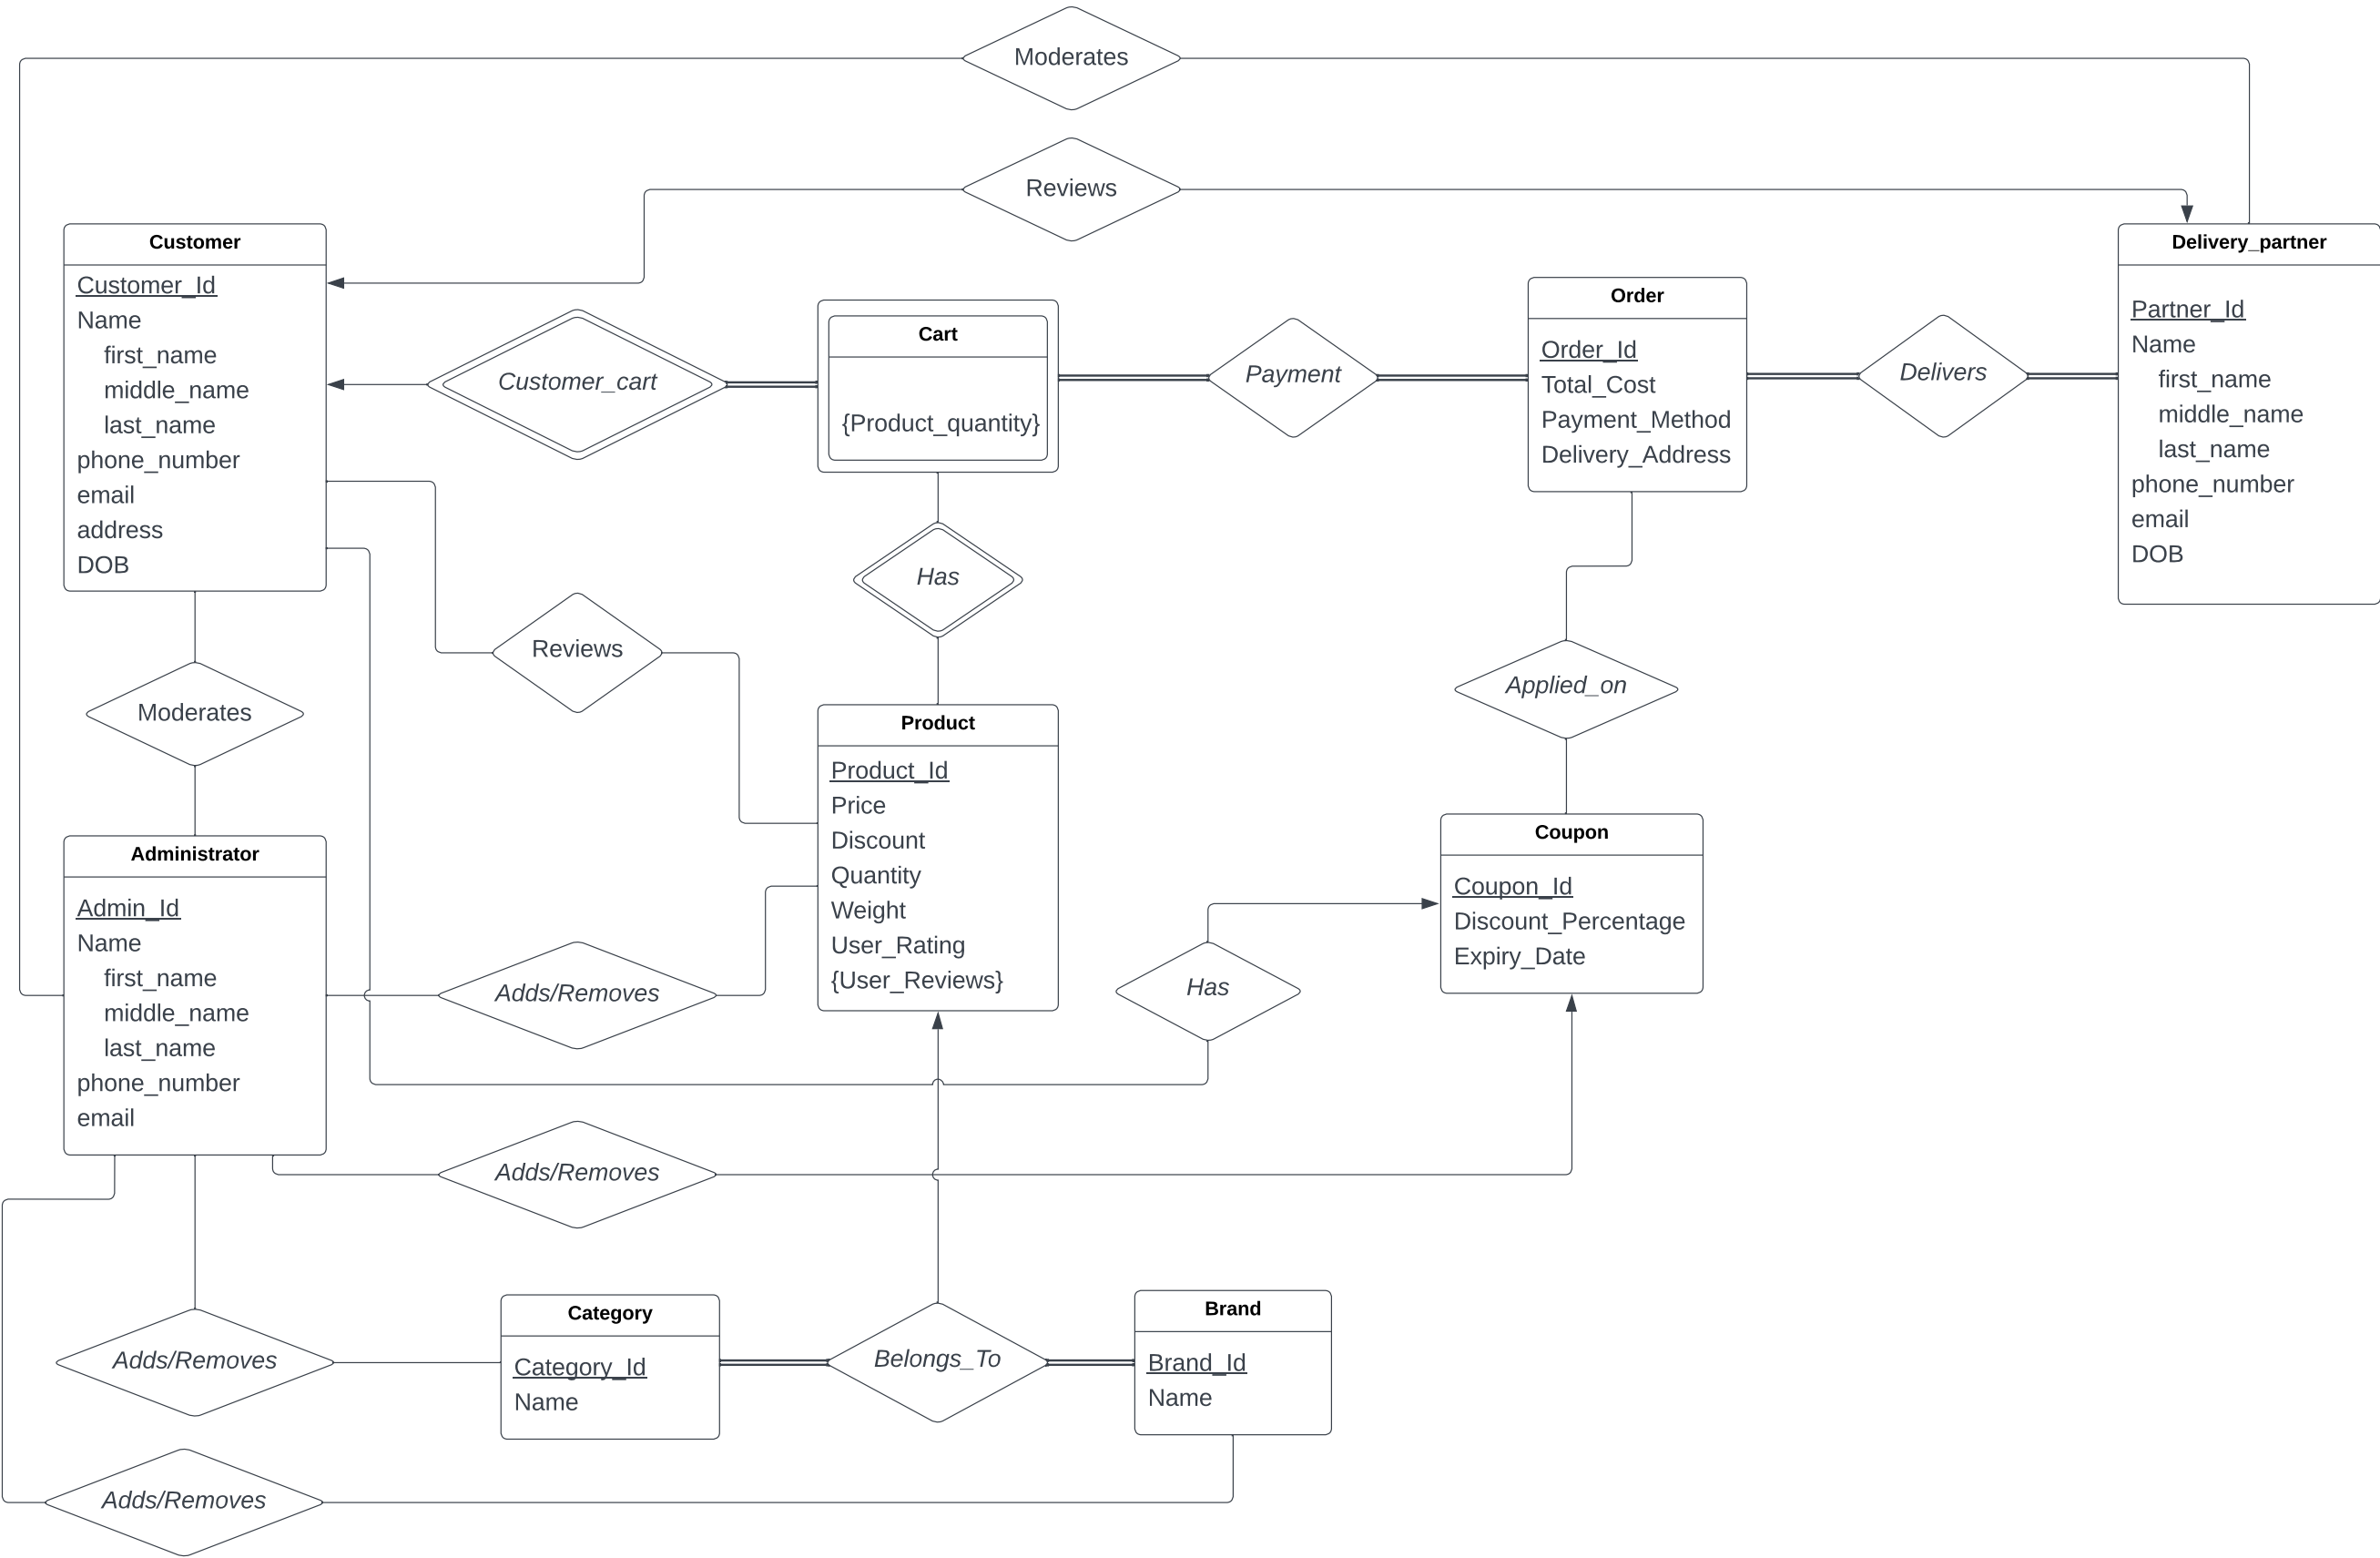 Moderates
Reviews
Customer
Customer_Id
Name
first_name
middle_name
last_name
phone_number
email
address
DOB
Customer_cart
Cart
{Product_quantity}
Payment
Order
Order_Id
Total_Cost
Payment_Method
Delivery_Address
Delivers
Delivery_partner
Partner_Id
Name
first_name
middle_name
last_name
phone_number
email
DOB
Has
Reviews
Moderates
Applied_on
Product
Product_Id
Price
Discount
Quantity
Weight
User_Rating
{User_Reviews}
Coupon
Coupon_Id
Discount_Percentage
Expiry_Date
Administrator
Admin_Id
Name
first_name
middle_name
last_name
phone_number
email
Adds/Removes
Has
Adds/Removes
Adds/Removes
Category
Category_Id
Name
Belongs_To
Brand
Brand_Id
Name
Adds/Removes